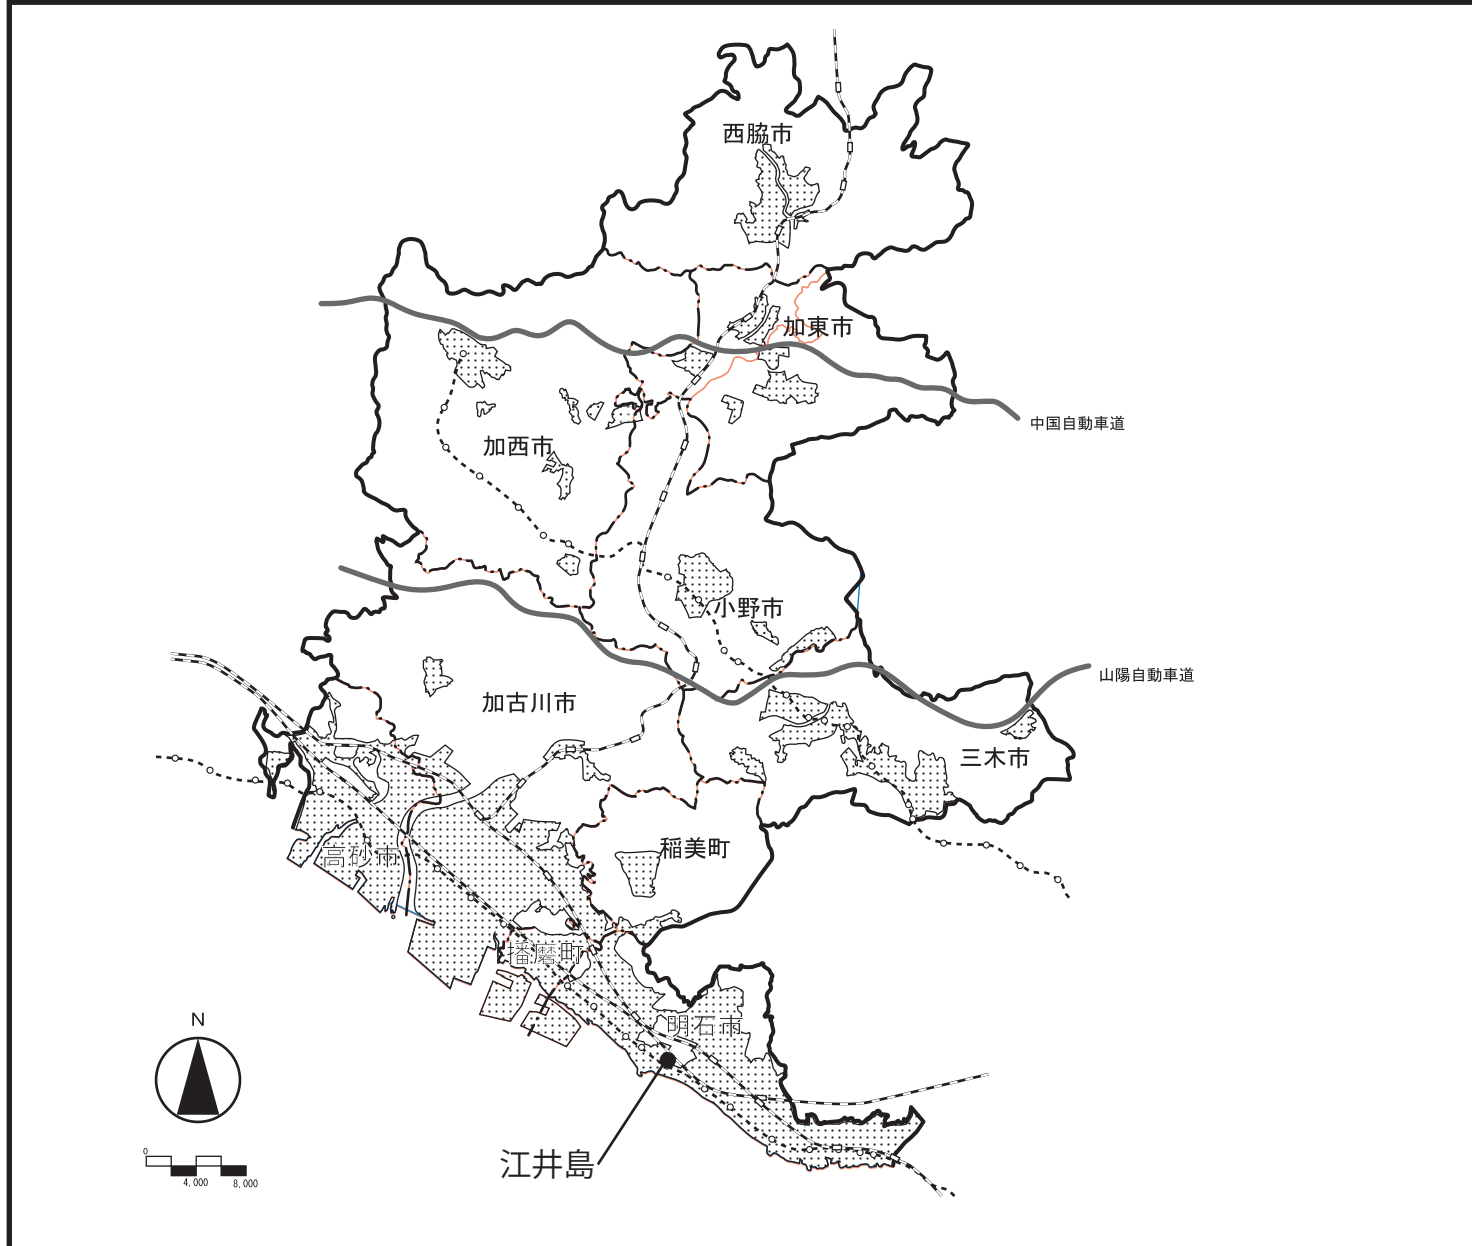 西脇市
加東市
中国自動車道
加西市
小野市
山陽自動車道
加古川市
三木市
稲美町
高砂市
播磨町
明石市
江井島
N
0
4,000
8,000